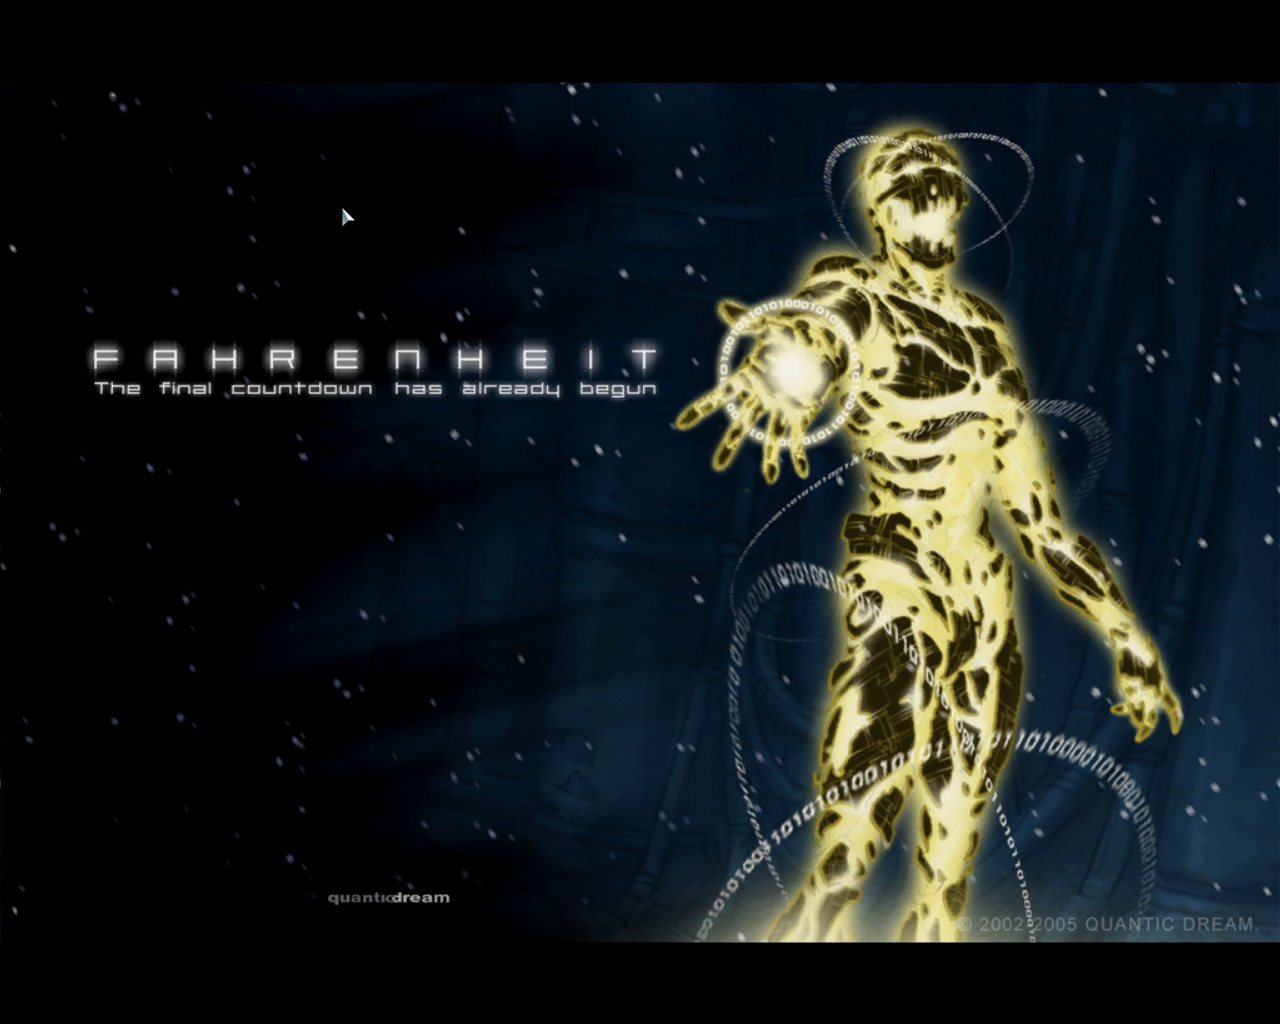 FAHRENHEIT
The final countdown has already begun
quanticdream
© 2002-2005 QUANTIC DREAM.